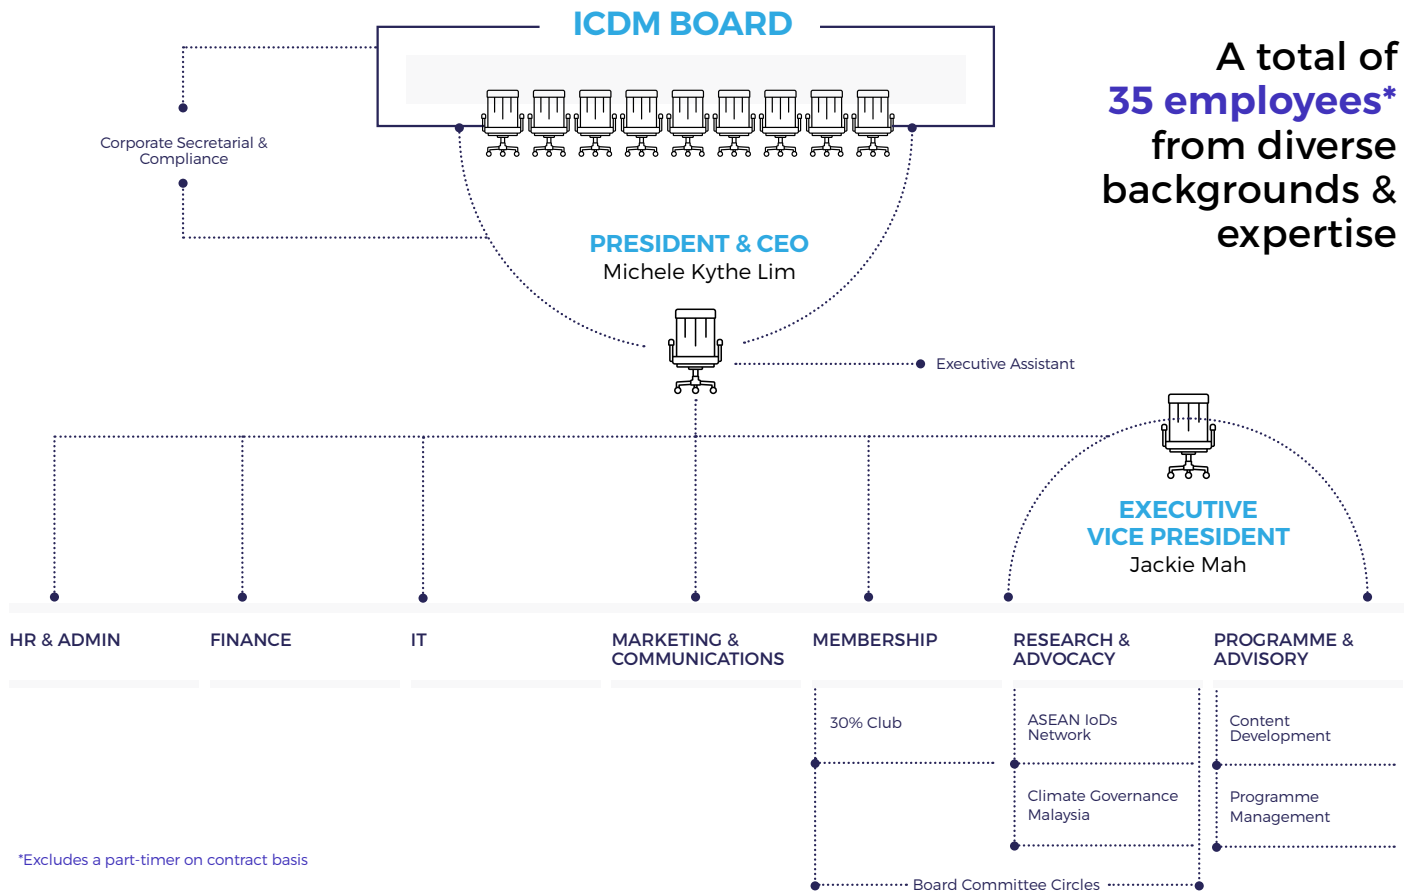 ICDM BOARD
A total of
35 employees*
from diverse
backgrounds &
expertise
Corporate Secretarial &
Compliance
PRESIDENT & CEO
Michele Kythe Lim
Executive Assistant
EXECUTIVE
VICE PRESIDENT
Jackie Mah
HR & ADMIN
FINANCE
IT
MARKETING &
COMMUNICATIONS
MEMBERSHIP
RESEARCH &
ADVOCACY
PROGRAMME &
ADVISORY
30% Club
ASEAN IoDs
Network
Content
Development
Climate Governance
Malaysia
Programme
Management
*Excludes a part-timer on contract basis
Board Committee Circles